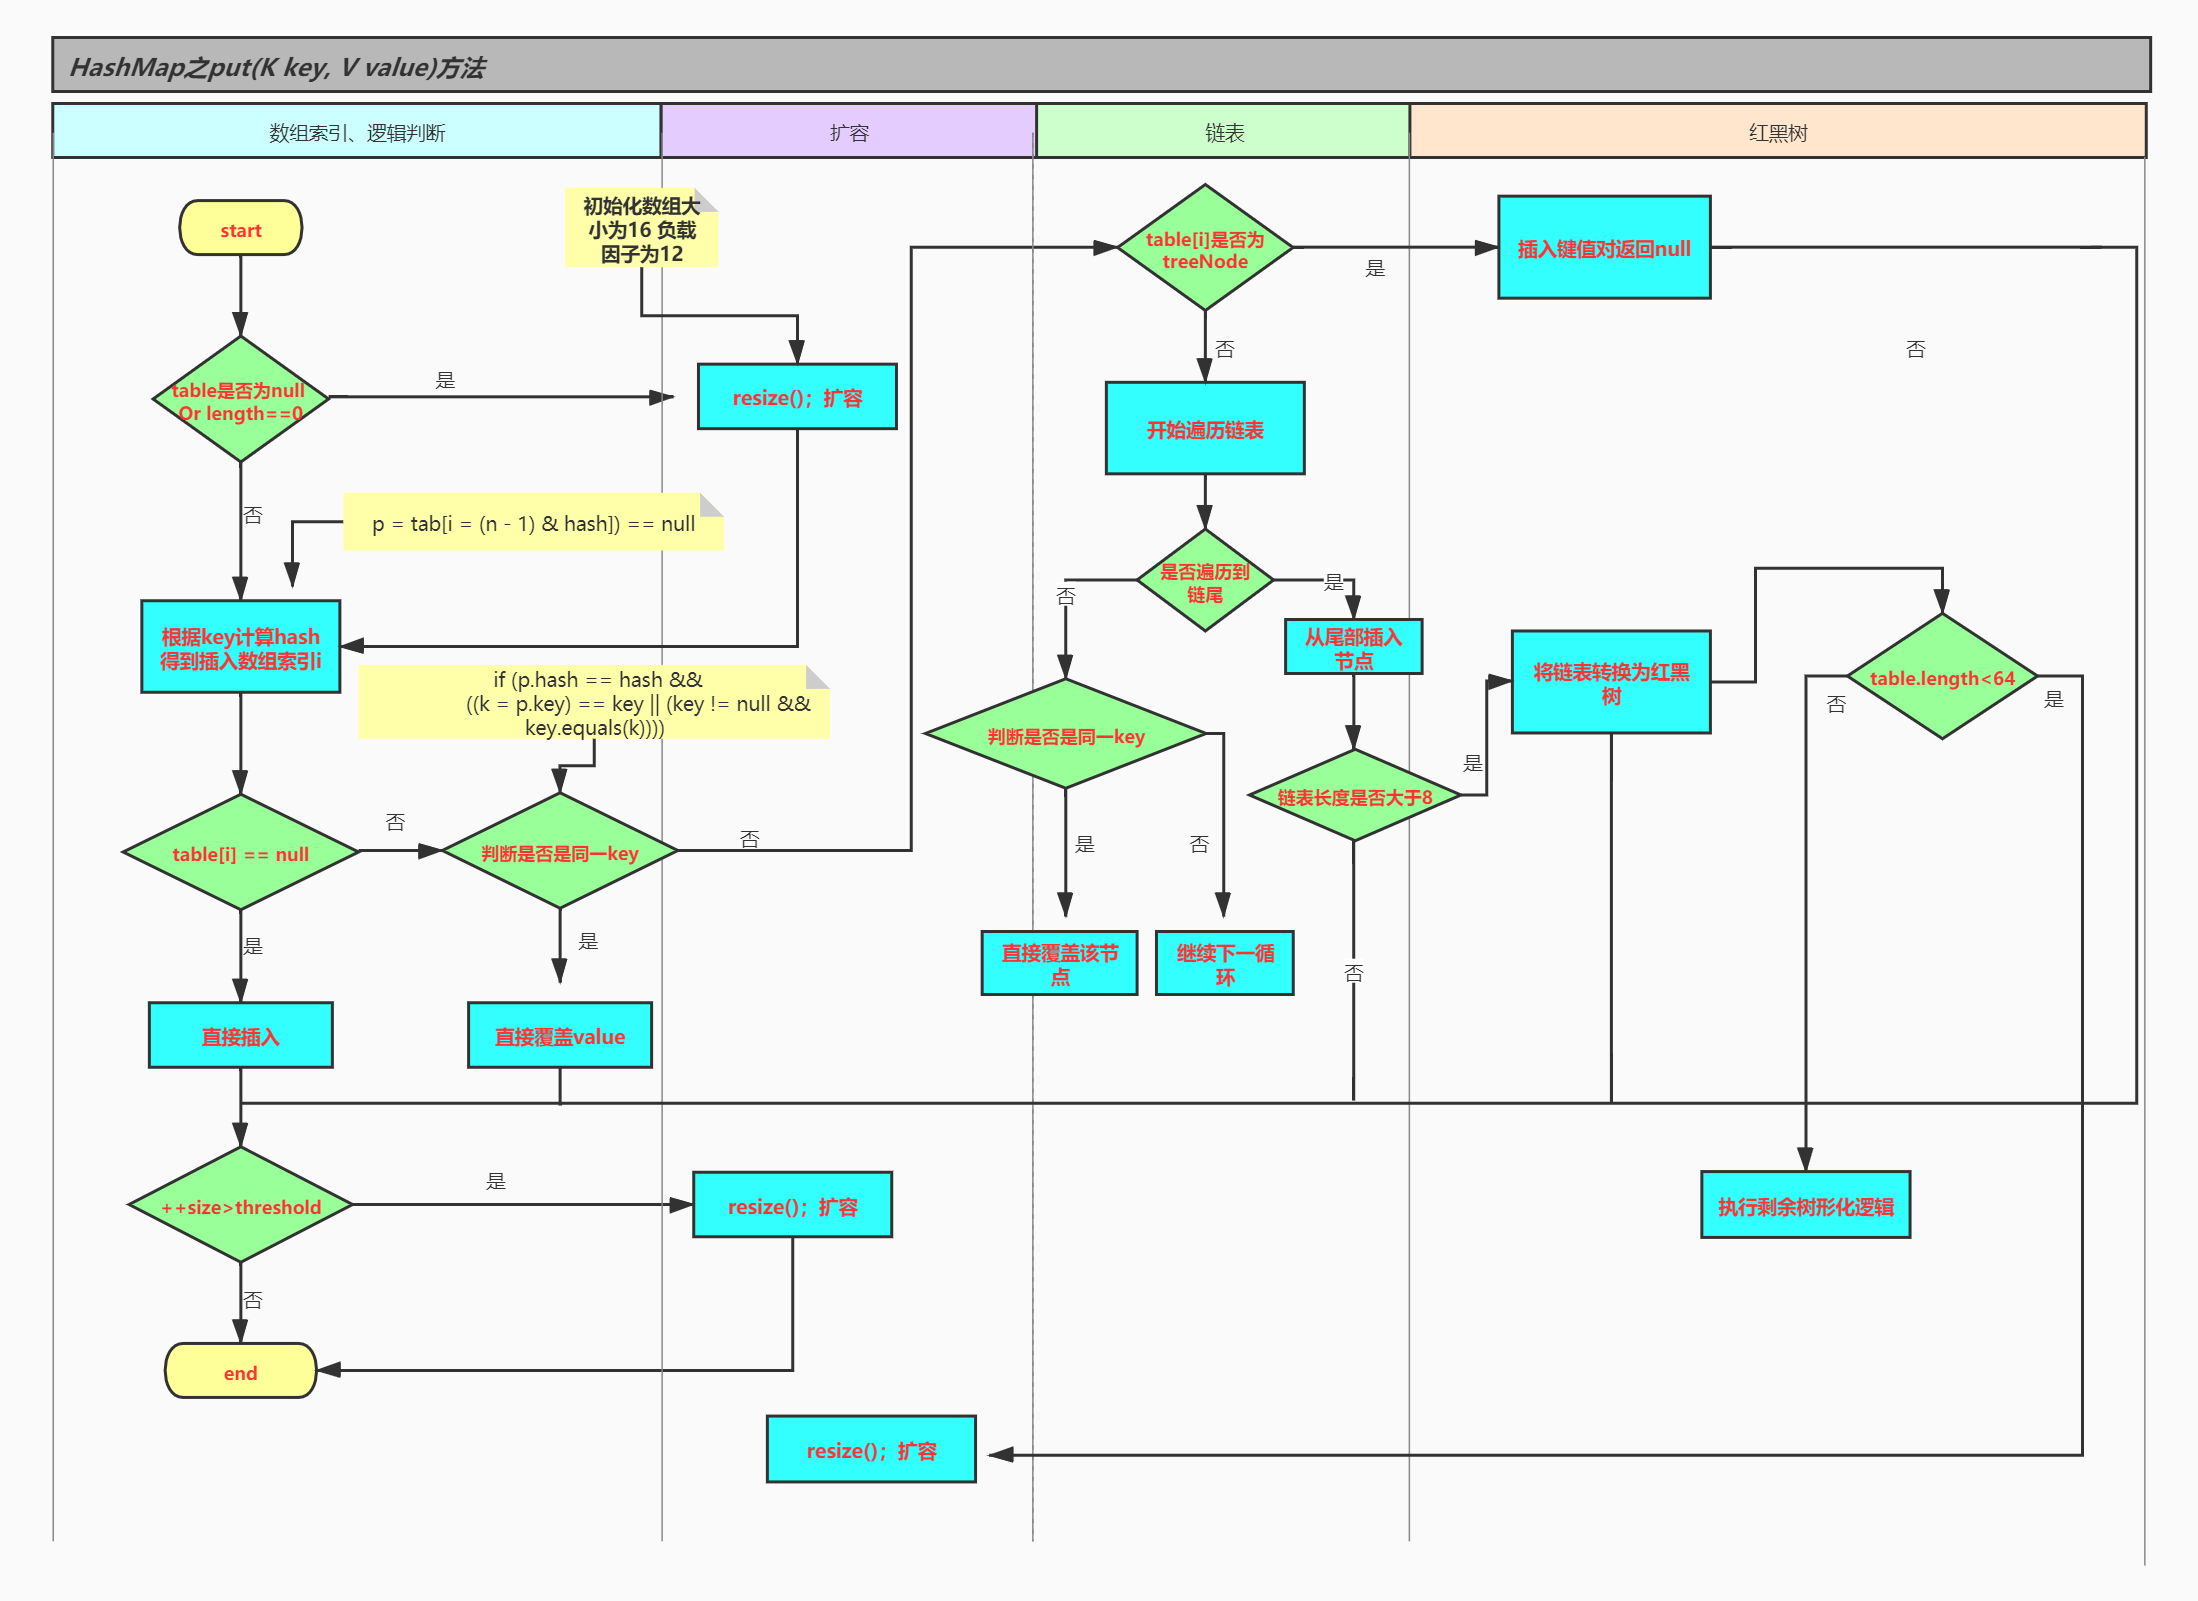 HashMap之put(K key, V value)方法
数组索引、逻辑判断
扩容
链表
红黑树
start
初始化数组大
小为16 负载
因子为12
table[i]是否为
treeNode
是
插入键值对返回null
否
否
table是否为null
Or length==0
是
resize()；扩容
开始遍历链表
否
p = tab[i = (n - 1) & hash]) == null
是否遍历到
链尾
否
是
根据key计算hash
得到插入数组索引i
从尾部插入
节点
将链表转换为红黑
树
table.length<64
否
是
if (p.hash == hash &&
((k = p.key) == key || (key != null &&
key.equals(k))))
判断是否是同一key
是
链表长度是否大于8
table[i] == null
否
判断是否是同一key
否
是
否
是
是
直接覆盖该节
点
继续下一循
环
否
直接插入
直接覆盖value
++size>threshold
是
resize()；扩容
执行剩余树形化逻辑
否
end
resize()；扩容